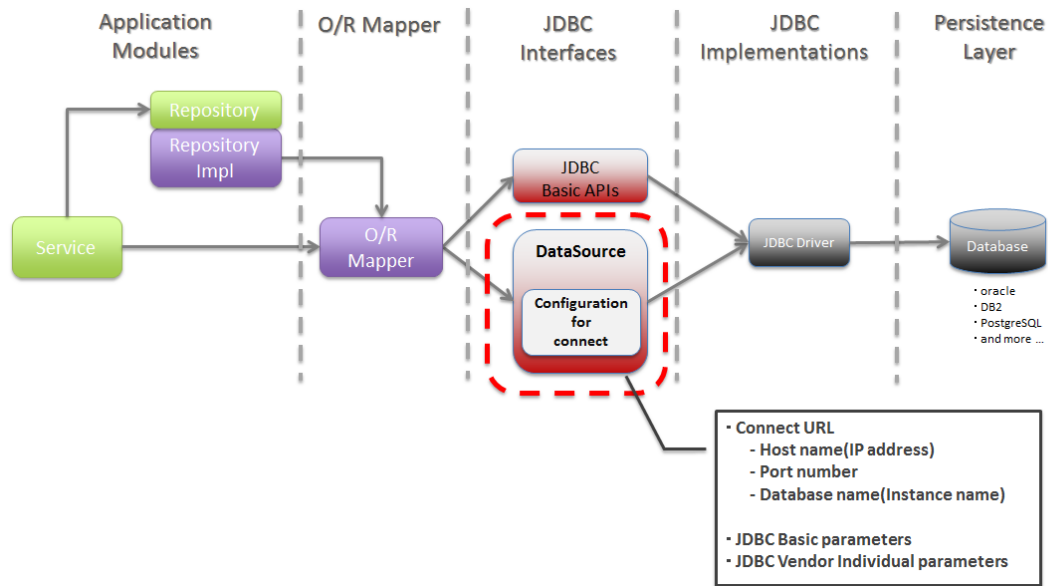 Application
Modules
O/R Mapper
JDBC
Interfaces
JDBC
Implementations
Persistence
Layer
Repository
Repository
Impl
Service
O/R
Mapper
JDBC
Basic APIs
DataSource
Configuration
for
connect
JDBC Driver
Database
・oracle
・DB2
・PostgreSQL
・and more ...
・Connect URL
- Host name(IP address)
- Port number
- Database name(Instance name)
・JDBC Basic parameters
・JDBC Vendor Individual parameters